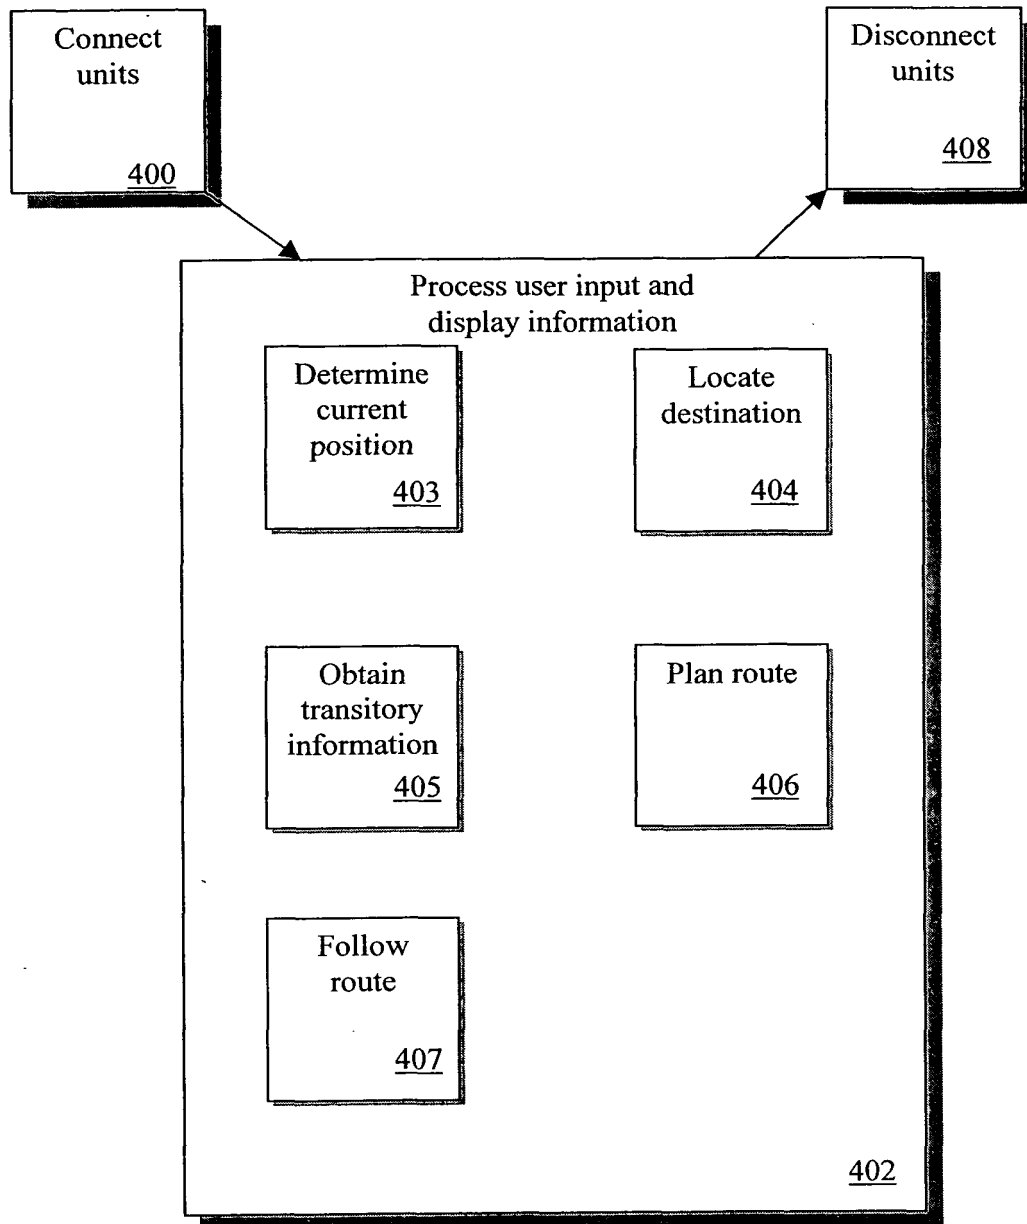 Connect
units
400
Disconnect
units
408
Process user input and
display information
Determine
current
position
403
Locate
destination
404
Obtain
transitory
information
405
Plan route
406
Follow
route
407
402